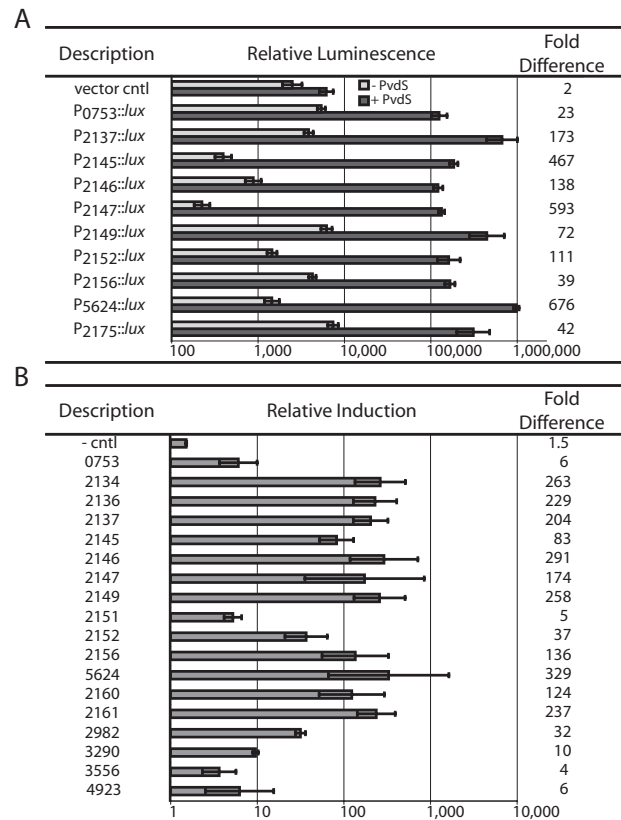 A
Description Relative Luminescence Fold Difference
- PvdS
+ PvdS
vector cntl 2
P0753::lux 23
P2137::lux 173
P2145::lux 467
P2146::lux 138
P2147::lux 593
P2149::lux 72
P2152::lux 111
P2156::lux 39
P5624::lux 676
P2175::lux 42
100 1,000 10,000 100,000 1,000,000
B
Description Relative Induction Fold Difference
- cntl 1.5
0753 6
2134 263
2136 229
2137 204
2145 83
2146 291
2147 174
2149 258
2151 5
2152 37
2156 136
5624 329
2160 124
2161 237
2982 32
3290 10
3556 4
4923 6
1 10 100 1,000 10,000